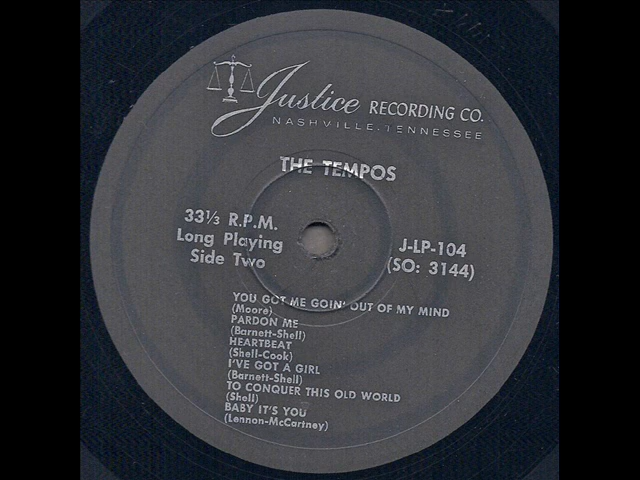 Justice RECORDING CO.
NASHVILLE, TENNESSEE
THE TEMPOS
33⅓ R.P.M.
Long Playing
Side Two
J-LP-104
(SO: 3144)
YOU GOT ME GOIN' OUT OF MY MIND
(Moore)
PARDON ME
(Barnett-Shell)
HEARTBEAT
(Shell-Cook)
I'VE GOT A GIRL
(Barnett-Shell)
TO CONQUER THIS OLD WORLD
(Shell)
BABY IT'S YOU
(Lennon-McCartney)